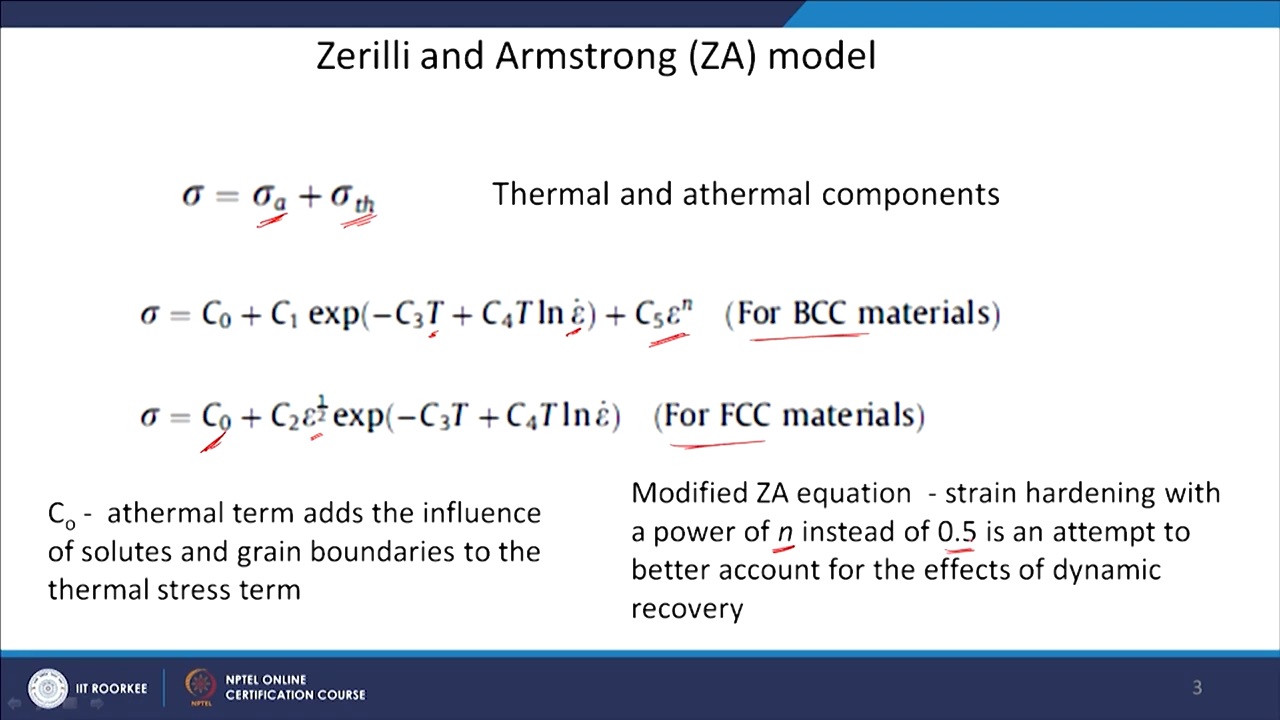 Zerilli and Armstrong (ZA) model
σ = σₐ + σ_th Thermal and athermal components
σ = C₀ + C₁ exp(−C₃T + C₄T ln ε̇) + C₅εⁿ (For BCC materials)
σ = C₀ + C₂ε^½ exp(−C₃T + C₄T ln ε̇) (For FCC materials)
Cₒ - athermal term adds the influence
of solutes and grain boundaries to the
thermal stress term
Modified ZA equation - strain hardening with
a power of n instead of 0.5 is an attempt to
better account for the effects of dynamic
recovery
IIT ROORKEE
NPTEL ONLINE
CERTIFICATION COURSE
NPTEL
3